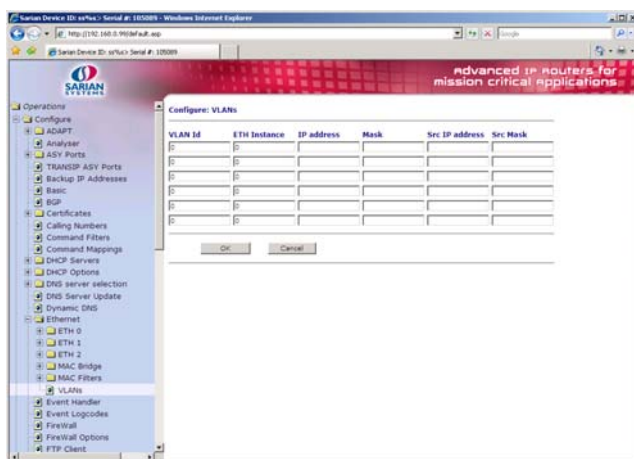 Sarian Device ID: ss%s> Serial #: 105089 - Windows Internet Explorer
http://192.168.0.99/default.asp
Google
Sarian Device ID: ss%s> Serial #: 105089
SARIAN
SYSTEMS
Advanced IP Routers for
mission critical Applications
Operations
Configure
ADAPT
Analyser
ASY Ports
TRANSIP ASY Ports
Backup IP Addresses
Basic
BGP
Certificates
Calling Numbers
Command Filters
Command Mappings
DHCP Servers
DHCP Options
DNS server selection
DNS Server Update
Dynamic DNS
Ethernet
ETH 0
ETH 1
ETH 2
MAC Bridge
MAC Filters
VLANs
Event Handler
Event Logcodes
FireWall
FireWall Options
FTP Client
Configure: VLANs
VLAN Id ETH Instance IP address Mask Src IP address Src Mask
0 0
0 0
0 0
0 0
0 0
0 0
OK Cancel